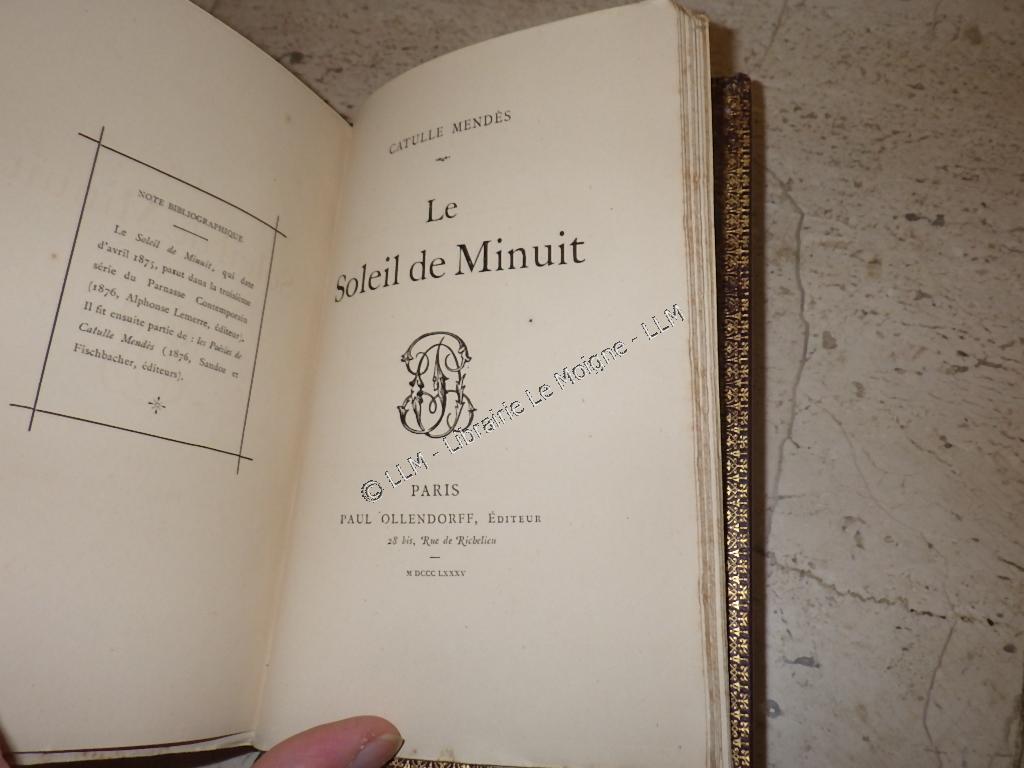 NOTE BIBLIOGRAPHIQUE
Le Soleil de Minuit, qui date
d'avril 1875, parut dans la troisième
série du Parnasse Contemporain
(1876, Alphonse Lemerre, éditeur).
Il fit ensuite partie de : les Poésies de
Catulle Mendès (1876, Sandoz et
Fischbacher, éditeurs).
CATULLE MENDÈS
Le
Soleil de Minuit
PARIS
PAUL OLLENDORFF, ÉDITEUR
28 bis, Rue de Richelieu
M DCCC LXXXV
© LLM - Librairie Le Moigne - LLM